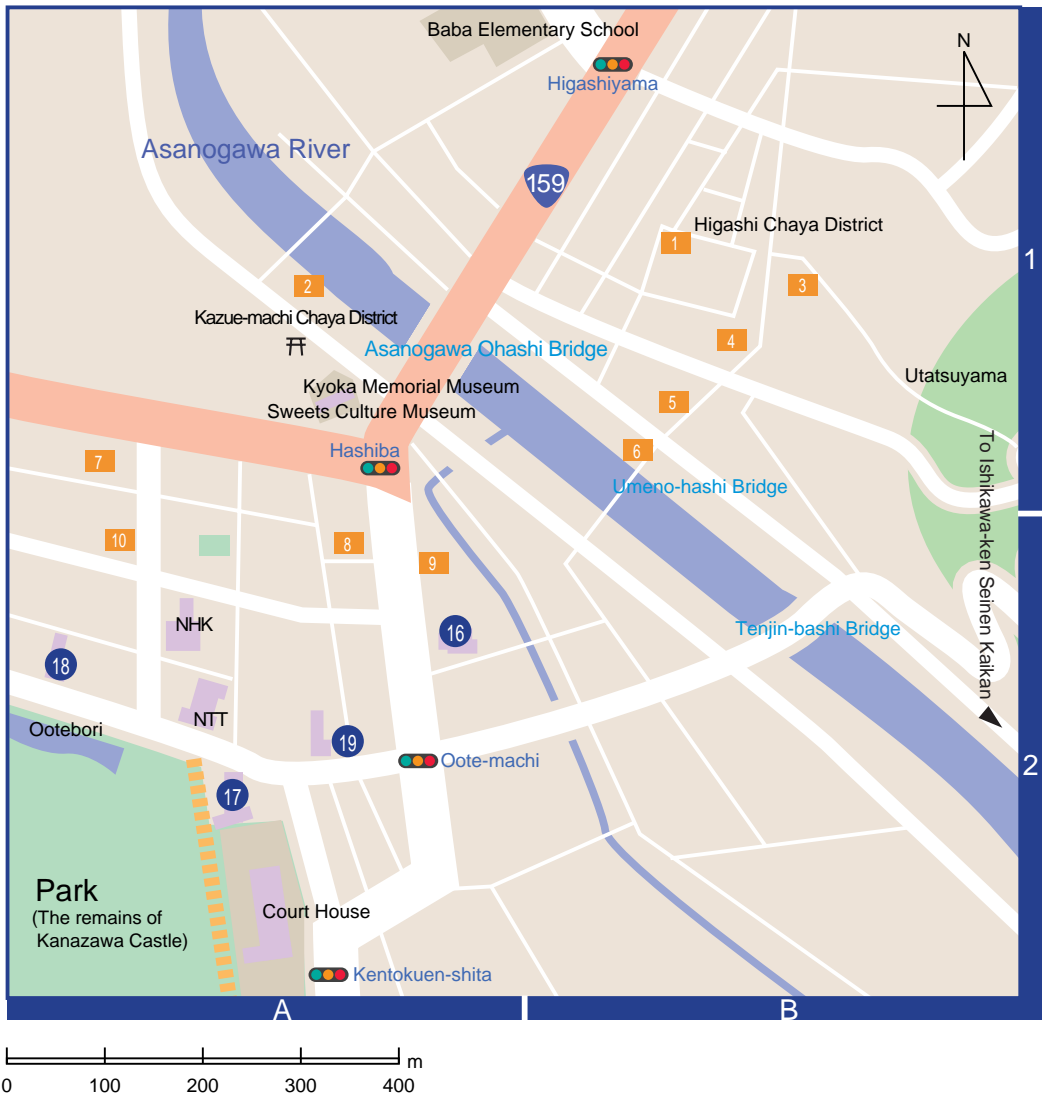 Baba Elementary School
N
Higashiyama
Asanogawa River
159
Higashi Chaya District
1
1
2
3
Kazue-machi Chaya District
4
Asanogawa Ohashi Bridge
Utatsuyama
Kyoka Memorial Museum
5
Sweets Culture Museum
Hashiba
6
7
Umeno-hashi Bridge
To Ishikawa-ken Seinen Kaikan
10
8
9
NHK
16
Tenjin-bashi Bridge
18
NTT
Ootebori
19
Oote-machi
2
17
Park
(The remains of
Kanazawa Castle)
Court House
Kentokuen-shita
A
B
m
0 100 200 300 400